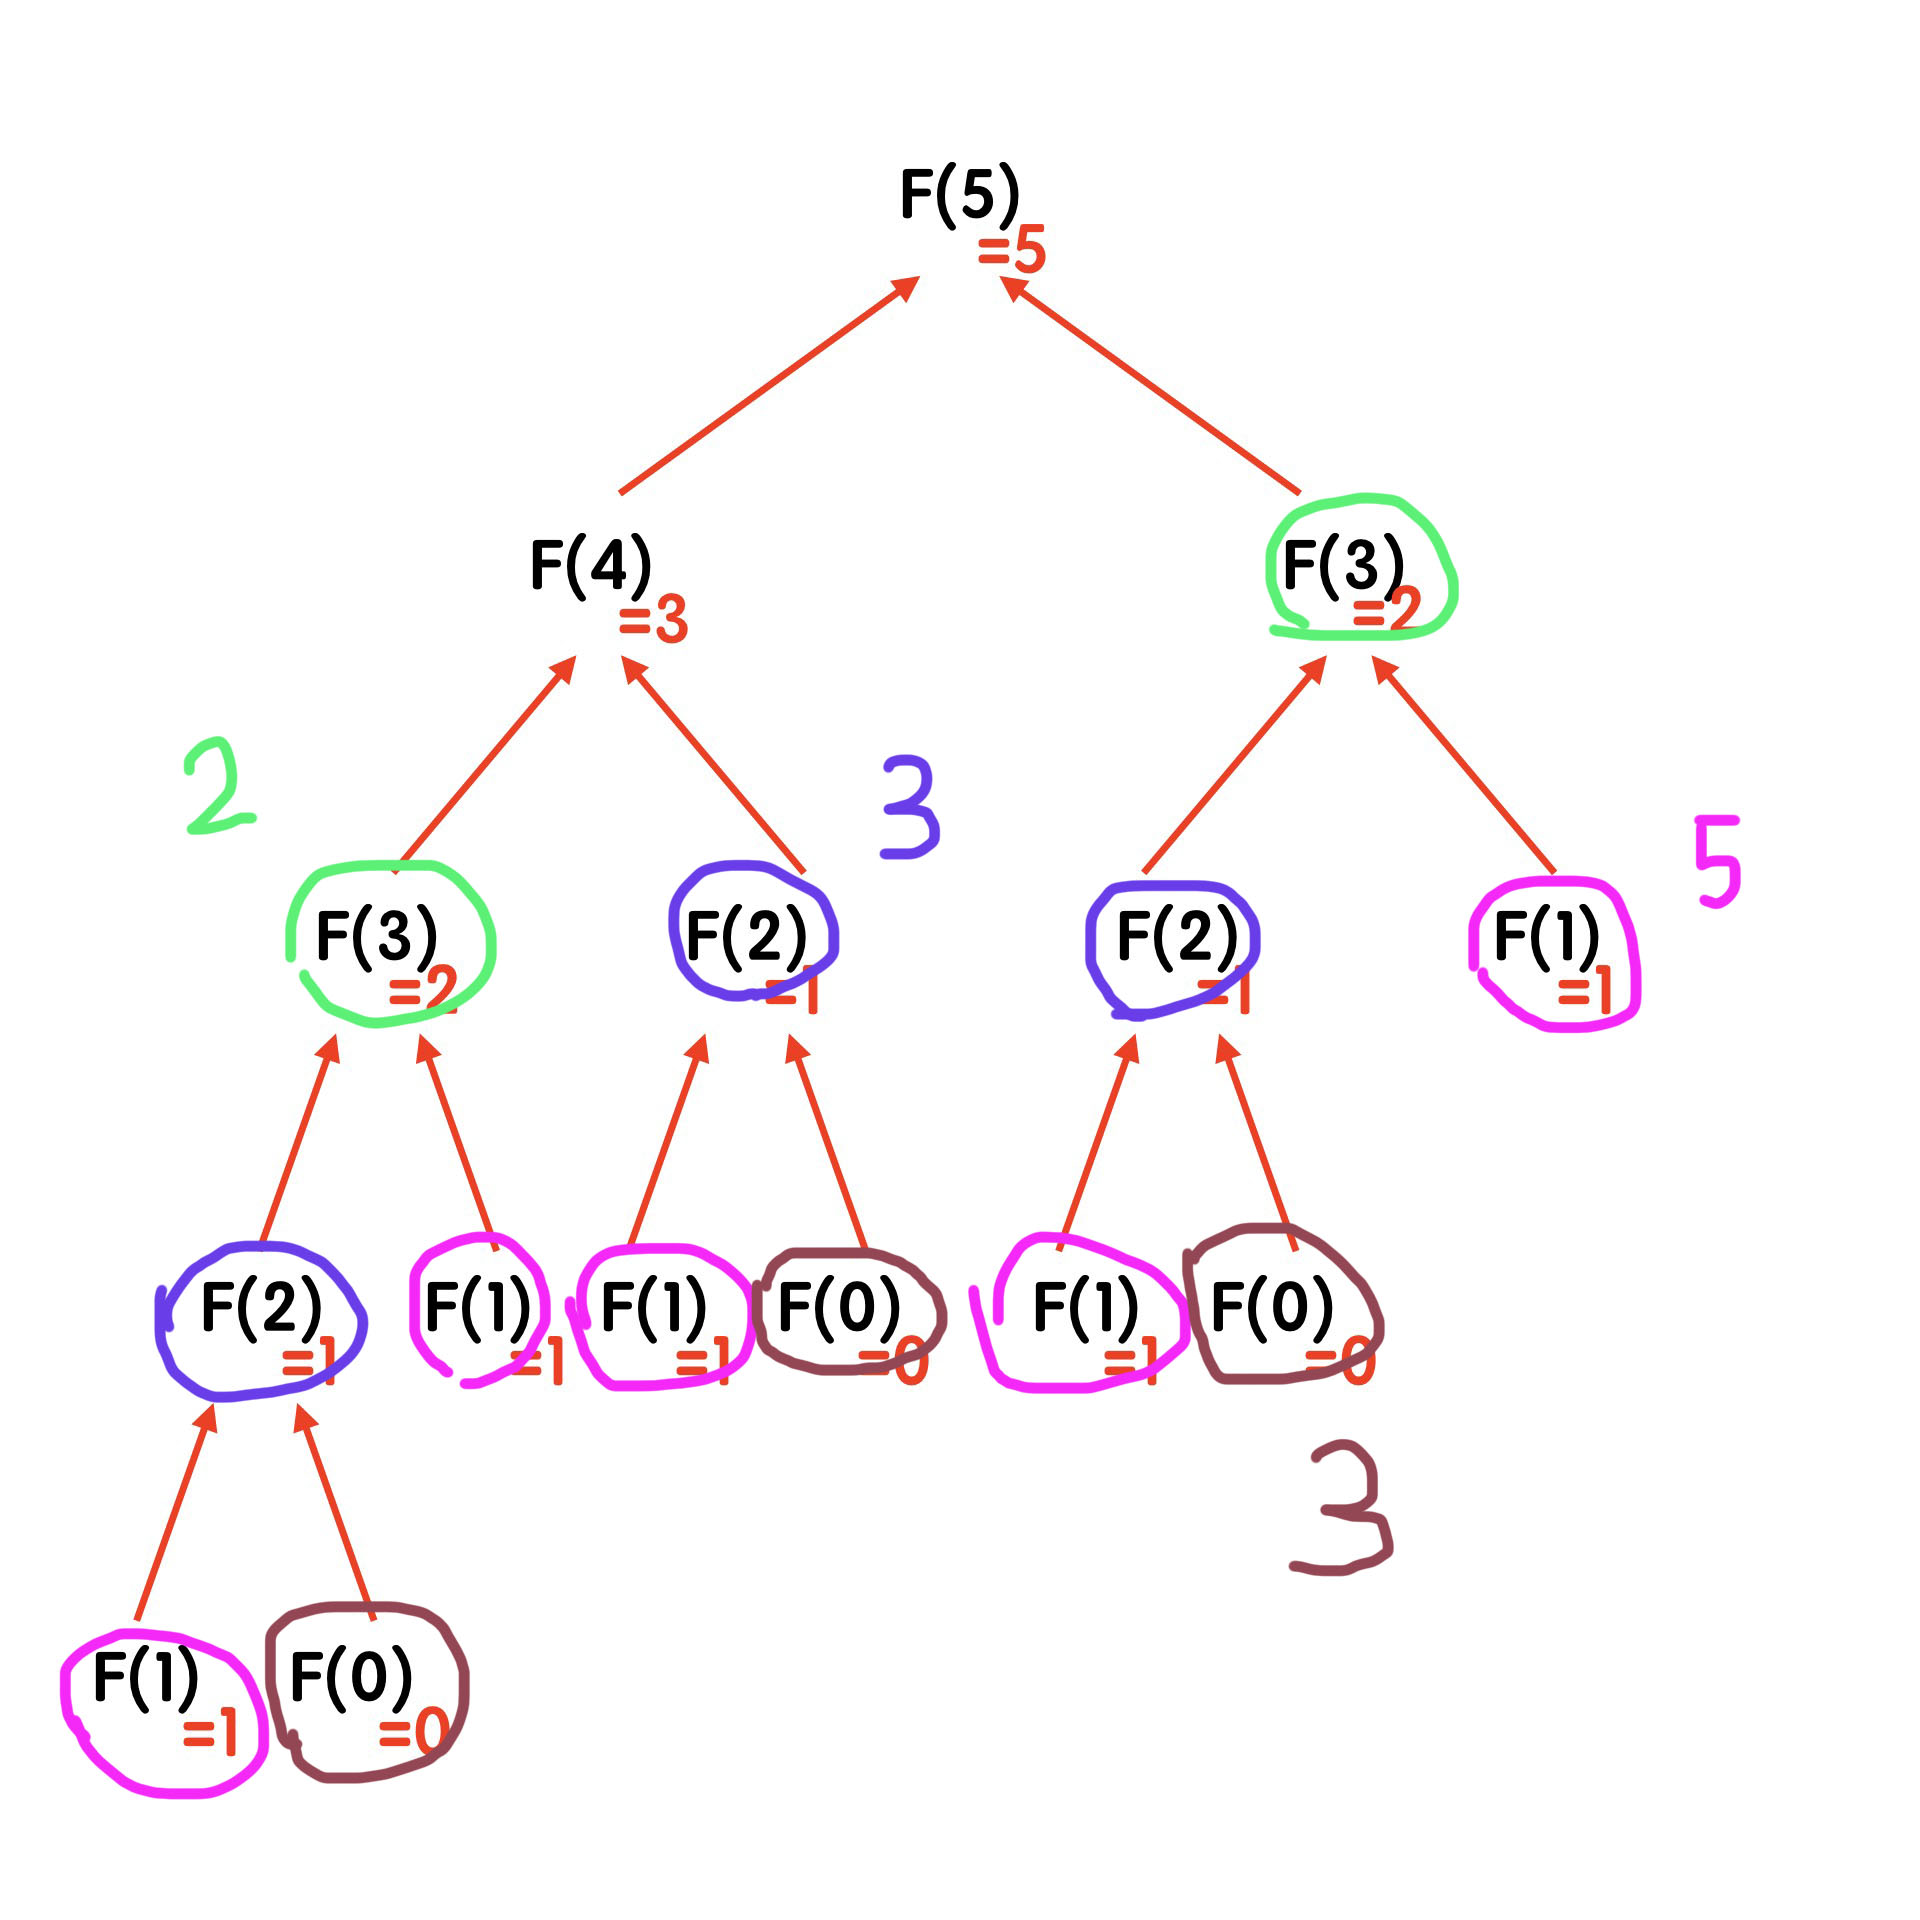 F(5)
=5
F(4)
=3
F(3)
=2
2
3
5
F(3)
=2
F(2)
=1
F(2)
=1
F(1)
=1
F(2)
=1
F(1)
=1
F(1)
=1
F(0)
=0
F(1)
=1
F(0)
=0
3
F(1)
=1
F(0)
=0